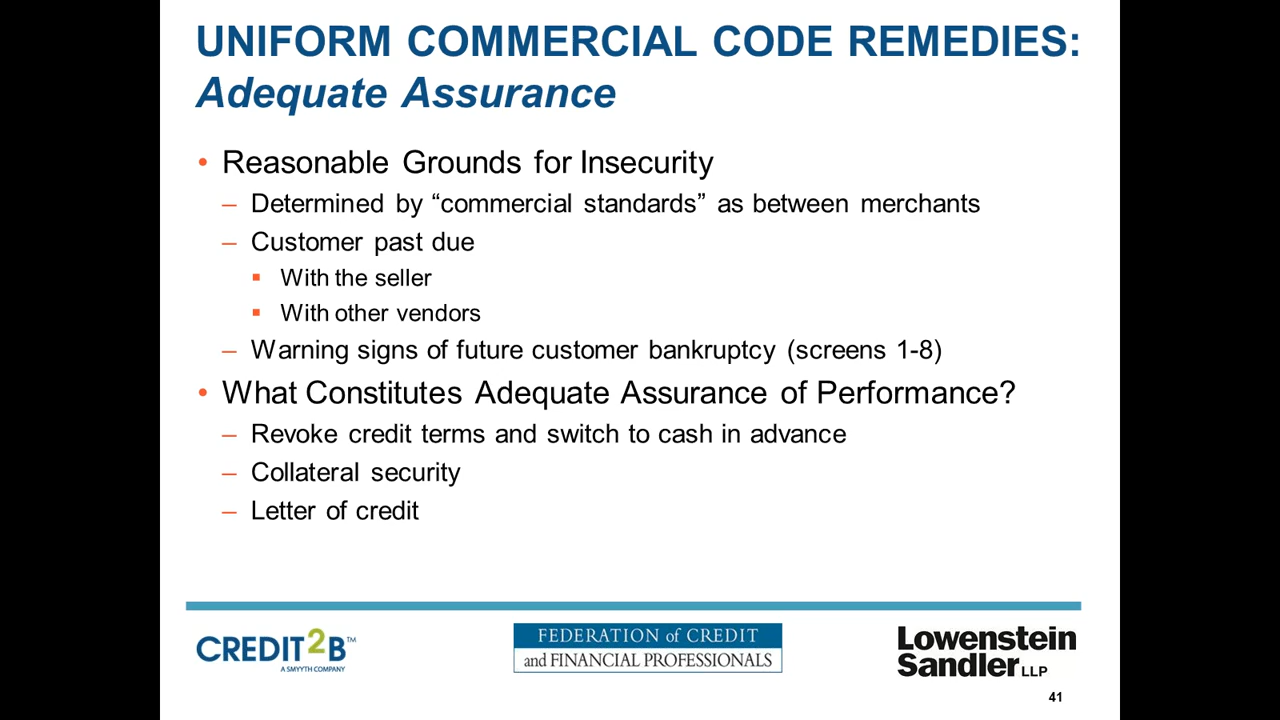 UNIFORM COMMERCIAL CODE REMEDIES:
Adequate Assurance
• Reasonable Grounds for Insecurity
– Determined by “commercial standards” as between merchants
– Customer past due
▪ With the seller
▪ With other vendors
– Warning signs of future customer bankruptcy (screens 1-8)
• What Constitutes Adequate Assurance of Performance?
– Revoke credit terms and switch to cash in advance
– Collateral security
– Letter of credit
CREDIT2B™
A SMYYTH COMPANY
FEDERATION of CREDIT
and FINANCIAL PROFESSIONALS
Lowenstein
Sandler LLP
41